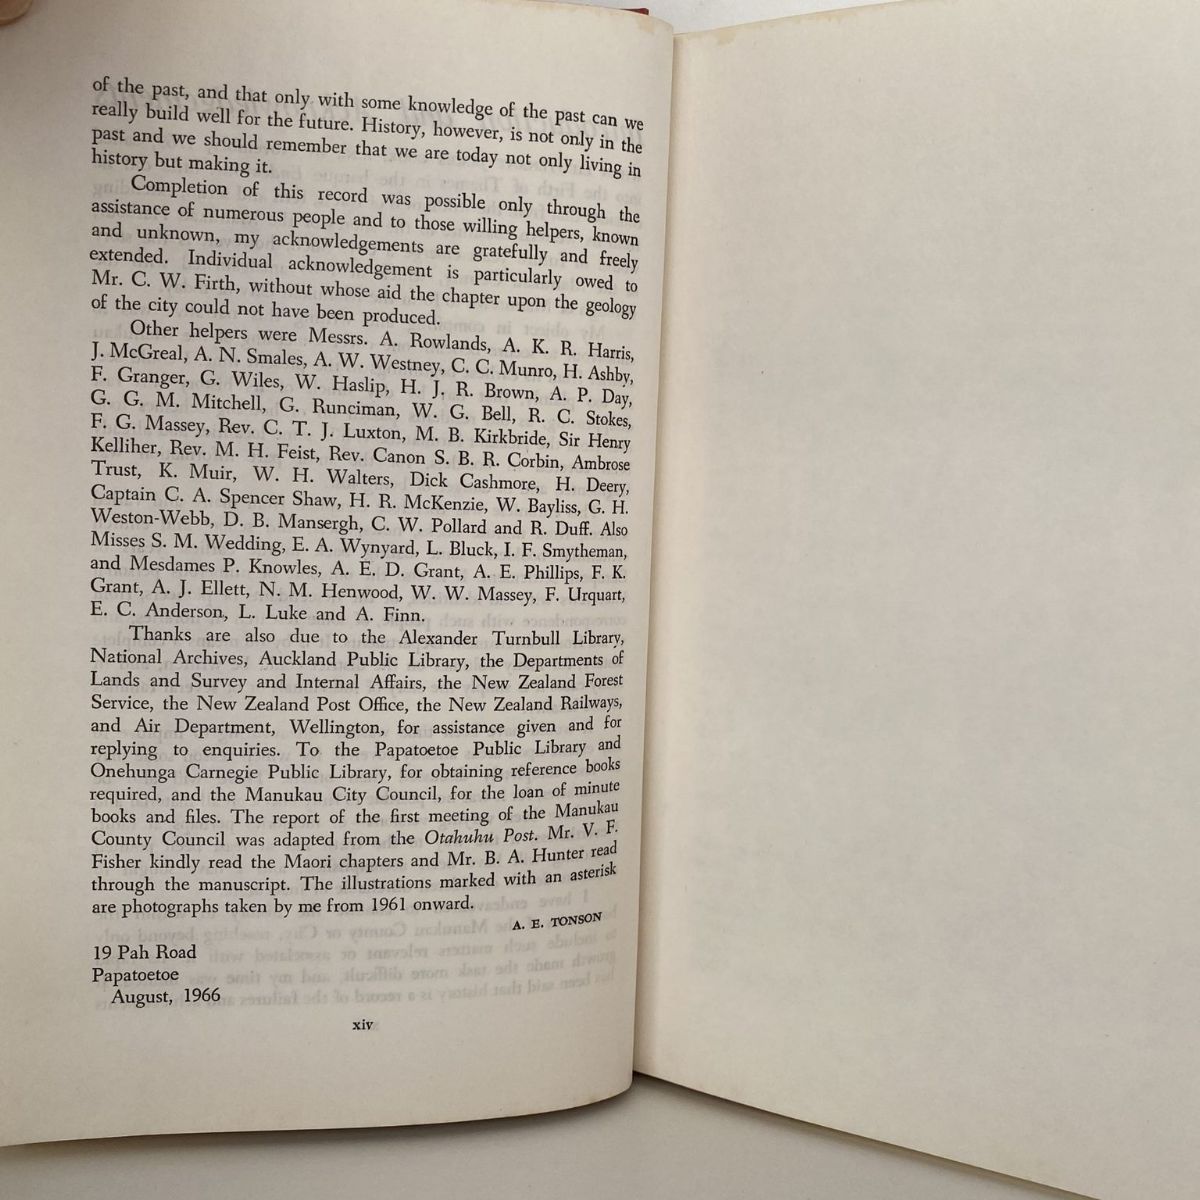 of the past, and that only with some knowledge of the past can we
really build well for the future. History, however, is not only in the
past and we should remember that we are today not only living in
history but making it.
Completion of this record was possible only through the
assistance of numerous people and to those willing helpers, known
and unknown, my acknowledgements are gratefully and freely
extended. Individual acknowledgement is particularly owed to
Mr. C. W. Firth, without whose aid the chapter upon the geology
of the city could not have been produced.
Other helpers were Messrs. A. Rowlands, A. K. R. Harris,
J. McGreal, A. N. Smales, A. W. Westney, C. C. Munro, H. Ashby,
F. Granger, G. Wiles, W. Haslip, H. J. R. Brown, A. P. Day,
G. G. M. Mitchell, G. Runciman, W. G. Bell, R. C. Stokes,
F. G. Massey, Rev. C. T. J. Luxton, M. B. Kirkbride, Sir Henry
Kelliher, Rev. M. H. Feist, Rev. Canon S. B. R. Corbin, Ambrose
Trust, K. Muir, W. H. Walters, Dick Cashmore, H. Deery,
Captain C. A. Spencer Shaw, H. R. McKenzie, W. Bayliss, G. H.
Weston-Webb, D. B. Mansergh, C. W. Pollard and R. Duff. Also
Misses S. M. Wedding, E. A. Wynyard, L. Bluck, I. F. Smytheman,
and Mesdames P. Knowles, A. E. D. Grant, A. E. Phillips, F. K.
Grant, A. J. Ellett, N. M. Henwood, W. W. Massey, F. Urquart,
E. C. Anderson, L. Luke and A. Finn.
Thanks are also due to the Alexander Turnbull Library,
National Archives, Auckland Public Library, the Departments of
Lands and Survey and Internal Affairs, the New Zealand Forest
Service, the New Zealand Post Office, the New Zealand Railways,
and Air Department, Wellington, for assistance given and for
replying to enquiries. To the Papatoetoe Public Library and
Onehunga Carnegie Public Library, for obtaining reference books
required, and the Manukau City Council, for the loan of minute
books and files. The report of the first meeting of the Manukau
County Council was adapted from the Otahuhu Post. Mr. V. F.
Fisher kindly read the Maori chapters and Mr. B. A. Hunter read
through the manuscript. The illustrations marked with an asterisk
are photographs taken by me from 1961 onward.
A. E. TONSON
19 Pah Road
Papatoetoe
August, 1966
xiv